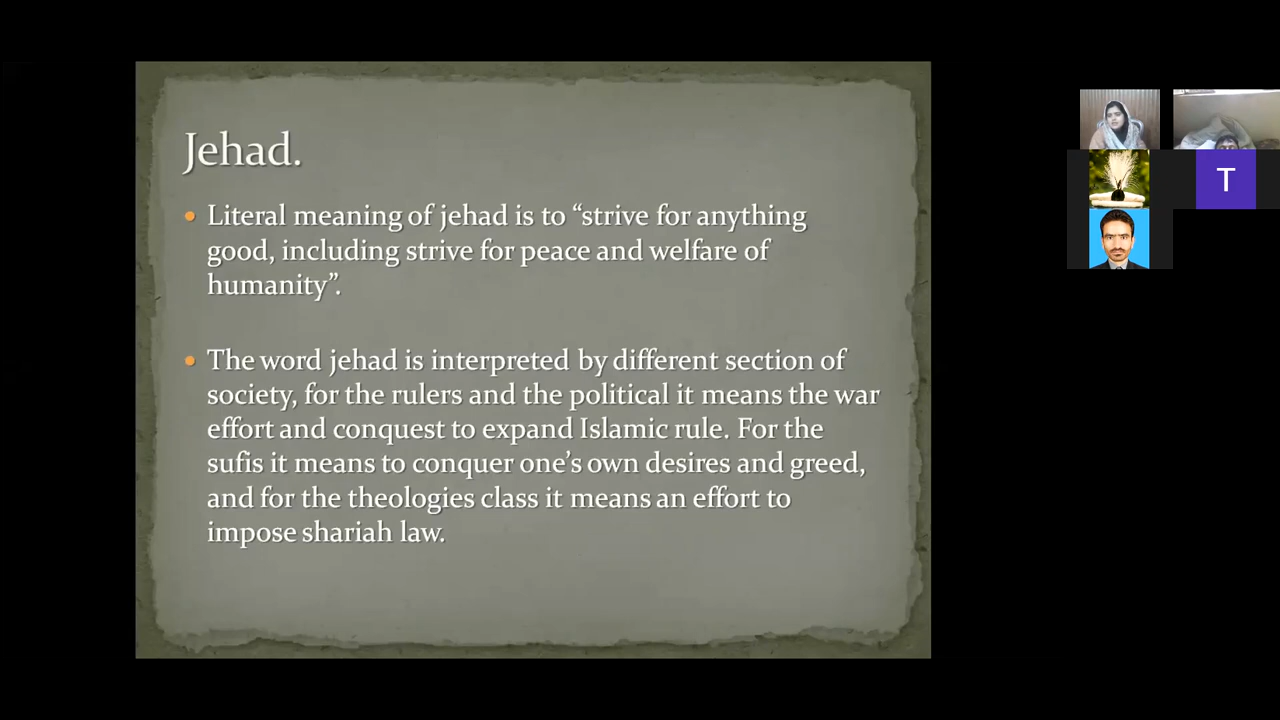 Jehad.
Literal meaning of jehad is to “strive for anything
good, including strive for peace and welfare of
humanity”.
The word jehad is interpreted by different section of
society, for the rulers and the political it means the war
effort and conquest to expand Islamic rule. For the
sufis it means to conquer one’s own desires and greed,
and for the theologies class it means an effort to
impose shariah law.
T